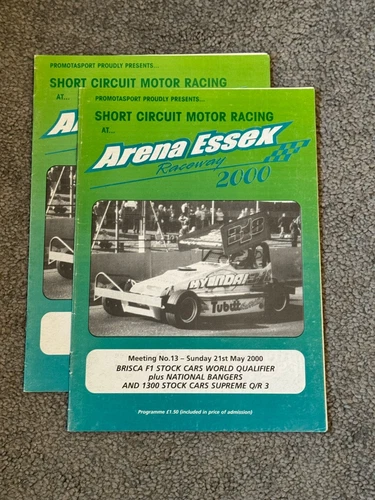 PROMOTASPORT PROUDLY PRESENTS...
SHORT CIRCUIT MOTOR RACING
AT...
PROMOTASPORT PROUDLY PRESENTS...
SHORT CIRCUIT MOTOR RACING
AT...
Arena Essex
Raceway
2000
HYUNDAI
Meeting No.13 – Sunday 21st May 2000
BRISCA F1 STOCK CARS WORLD QUALIFIER
plus NATIONAL BANGERS
AND 1300 STOCK CARS SUPREME Q/R 3
Programme £1.50 (included in price of admission)